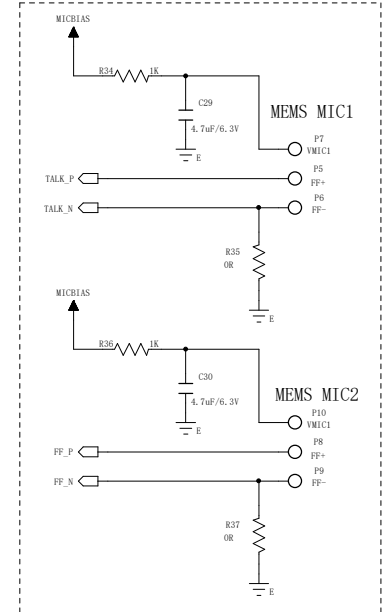 MICBIAS
R34 1K
C29
MEMS MIC1
4.7uF/6.3V
P7
VMIC1
E
P5
TALK_P
FF+
P6
TALK_N
FF-
R35
0R
E
MICBIAS
R36 1K
C30
MEMS MIC2
4.7uF/6.3V
P10
VMIC1
E
P8
FF_P
FF+
P9
FF_N
FF-
R37
0R
E